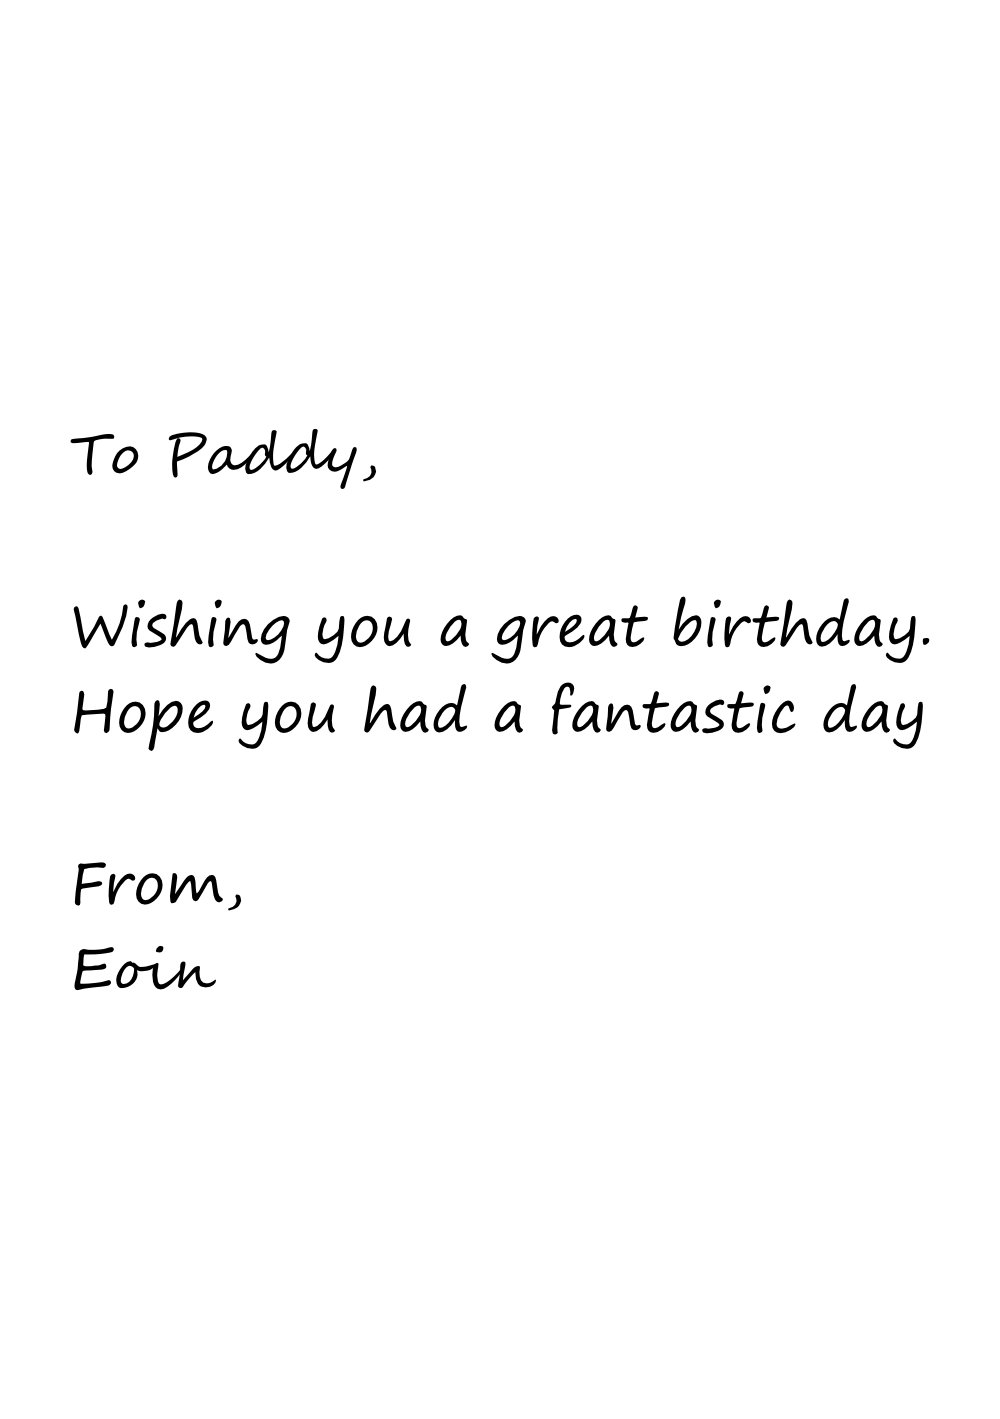 To Paddy,
Wishing you a great birthday.
Hope you had a fantastic day
From,
Eoin